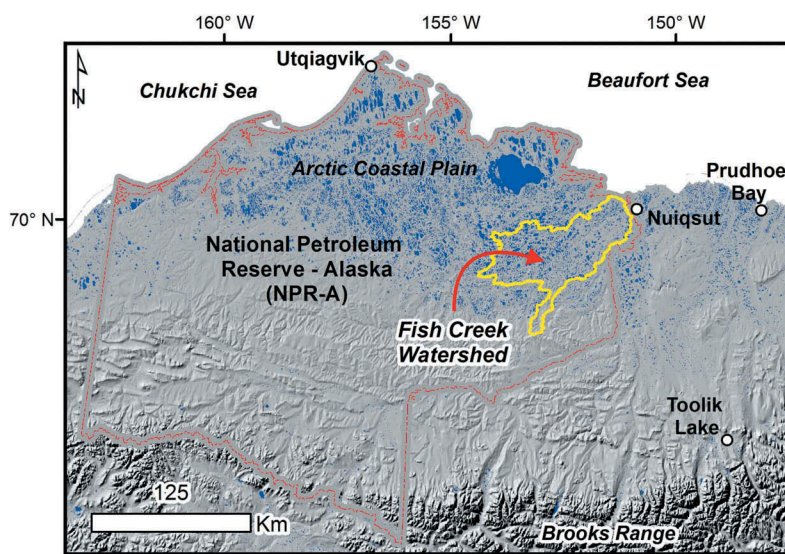 160° W
155° W
150° W
Utqiagvik
Chukchi Sea
Beaufort Sea
N
Arctic Coastal Plain
Prudhoe
Bay
70° N
Nuiqsut
National Petroleum
Reserve - Alaska
(NPR-A)
Fish Creek
Watershed
Toolik
Lake
125
Km
Brooks Range